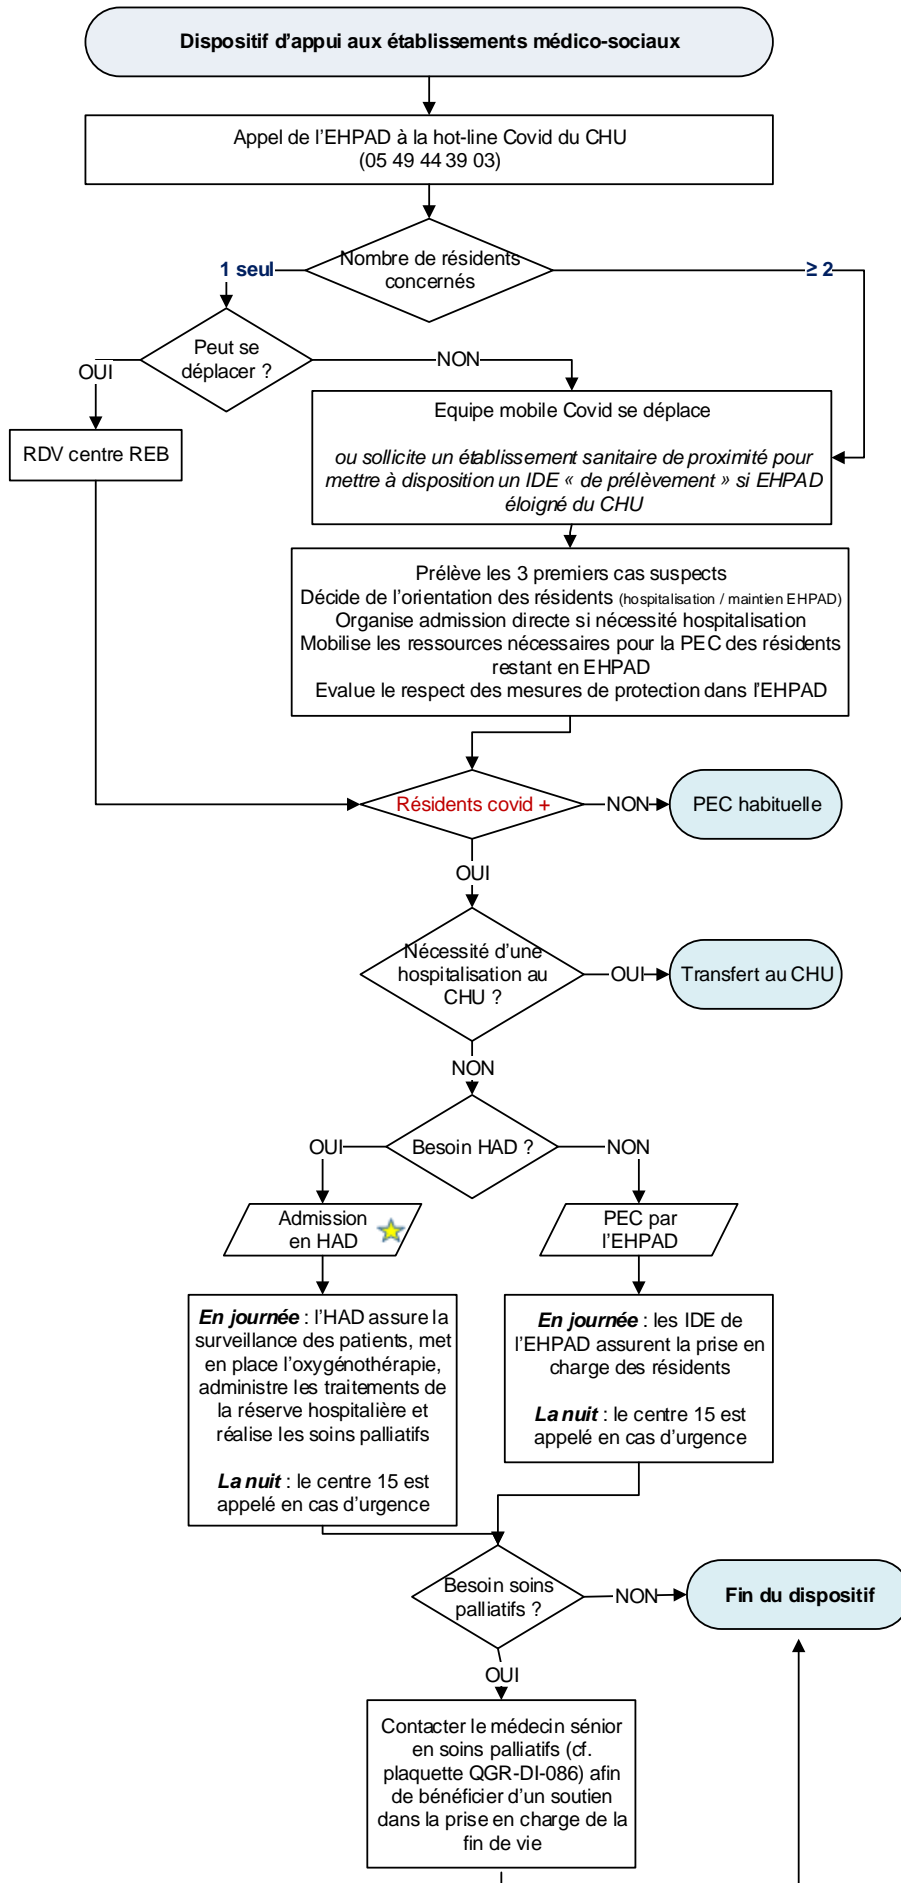 Dispositif d'appui aux établissements médico-sociaux
Appel de l'EHPAD à la hot-line Covid du CHU
(05 49 44 39 03)
Nombre de résidents
concernés
1 seul
≥ 2
Peut se
déplacer ?
OUI
NON
RDV centre REB
Equipe mobile Covid se déplace
ou sollicite un établissement sanitaire de proximité pour
mettre à disposition un IDE « de prélèvement » si EHPAD
éloigné du CHU
Prélève les 3 premiers cas suspects
Décide de l'orientation des résidents (hospitalisation / maintien EHPAD)
Organise admission directe si nécessité hospitalisation
Mobilise les ressources nécessaires pour la PEC des résidents
restant en EHPAD
Evalue le respect des mesures de protection dans l'EHPAD
Résidents covid +
NON
PEC habituelle
OUI
Nécessité d'une
hospitalisation au
CHU ?
OUI
Transfert au CHU
NON
Besoin HAD ?
OUI
NON
Admission
en HAD
PEC par
l'EHPAD
En journée : l'HAD assure la
surveillance des patients, met
en place l'oxygénothérapie,
administre les traitements de
la réserve hospitalière et
réalise les soins palliatifs
La nuit : le centre 15 est
appelé en cas d'urgence
En journée : les IDE de
l'EHPAD assurent la prise en
charge des résidents
La nuit : le centre 15 est
appelé en cas d'urgence
Besoin soins
palliatifs ?
NON
Fin du dispositif
OUI
Contacter le médecin sénior
en soins palliatifs (cf.
plaquette QGR-DI-086) afin
de bénéficier d'un soutien
dans la prise en charge de la
fin de vie